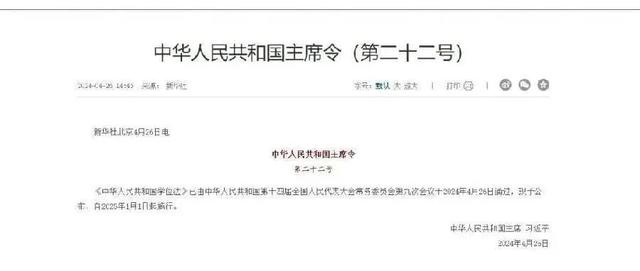 中华人民共和国主席令（第二十二号）
2024-04-26 14:45 来源： 新华社 字号：默认 大 超大 打印
新华社北京4月26日电
中华人民共和国主席令
第二十二号
《中华人民共和国学位法》已由中华人民共和国第十四届全国人民代表大会常务委员会第九次会议于2024年4月26日通过，现予公
布，自2025年1月1日起施行。
中华人民共和国主席 习近平
2024年4月26日